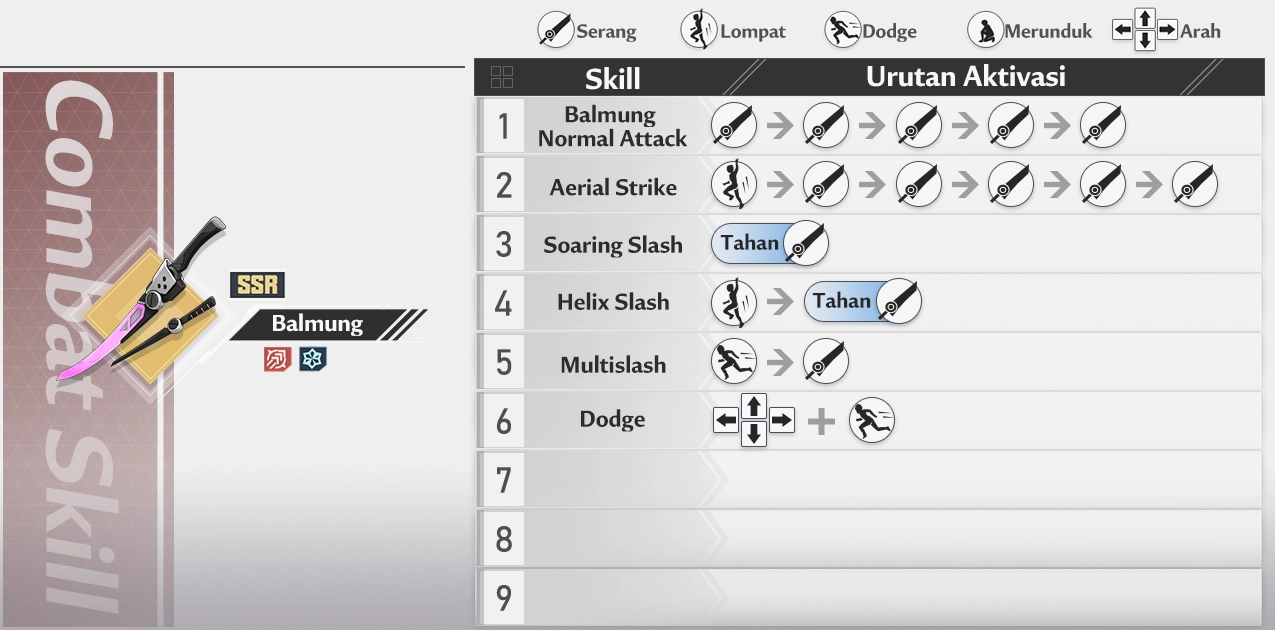 Serang
Lompat
Dodge
Merunduk
Arah
Combat Skill
SSR
Balmung
Skill
Urutan Aktivasi
1
Balmung
Normal Attack
2
Aerial Strike
3
Soaring Slash
Tahan
4
Helix Slash
Tahan
5
Multislash
6
Dodge
7
8
9